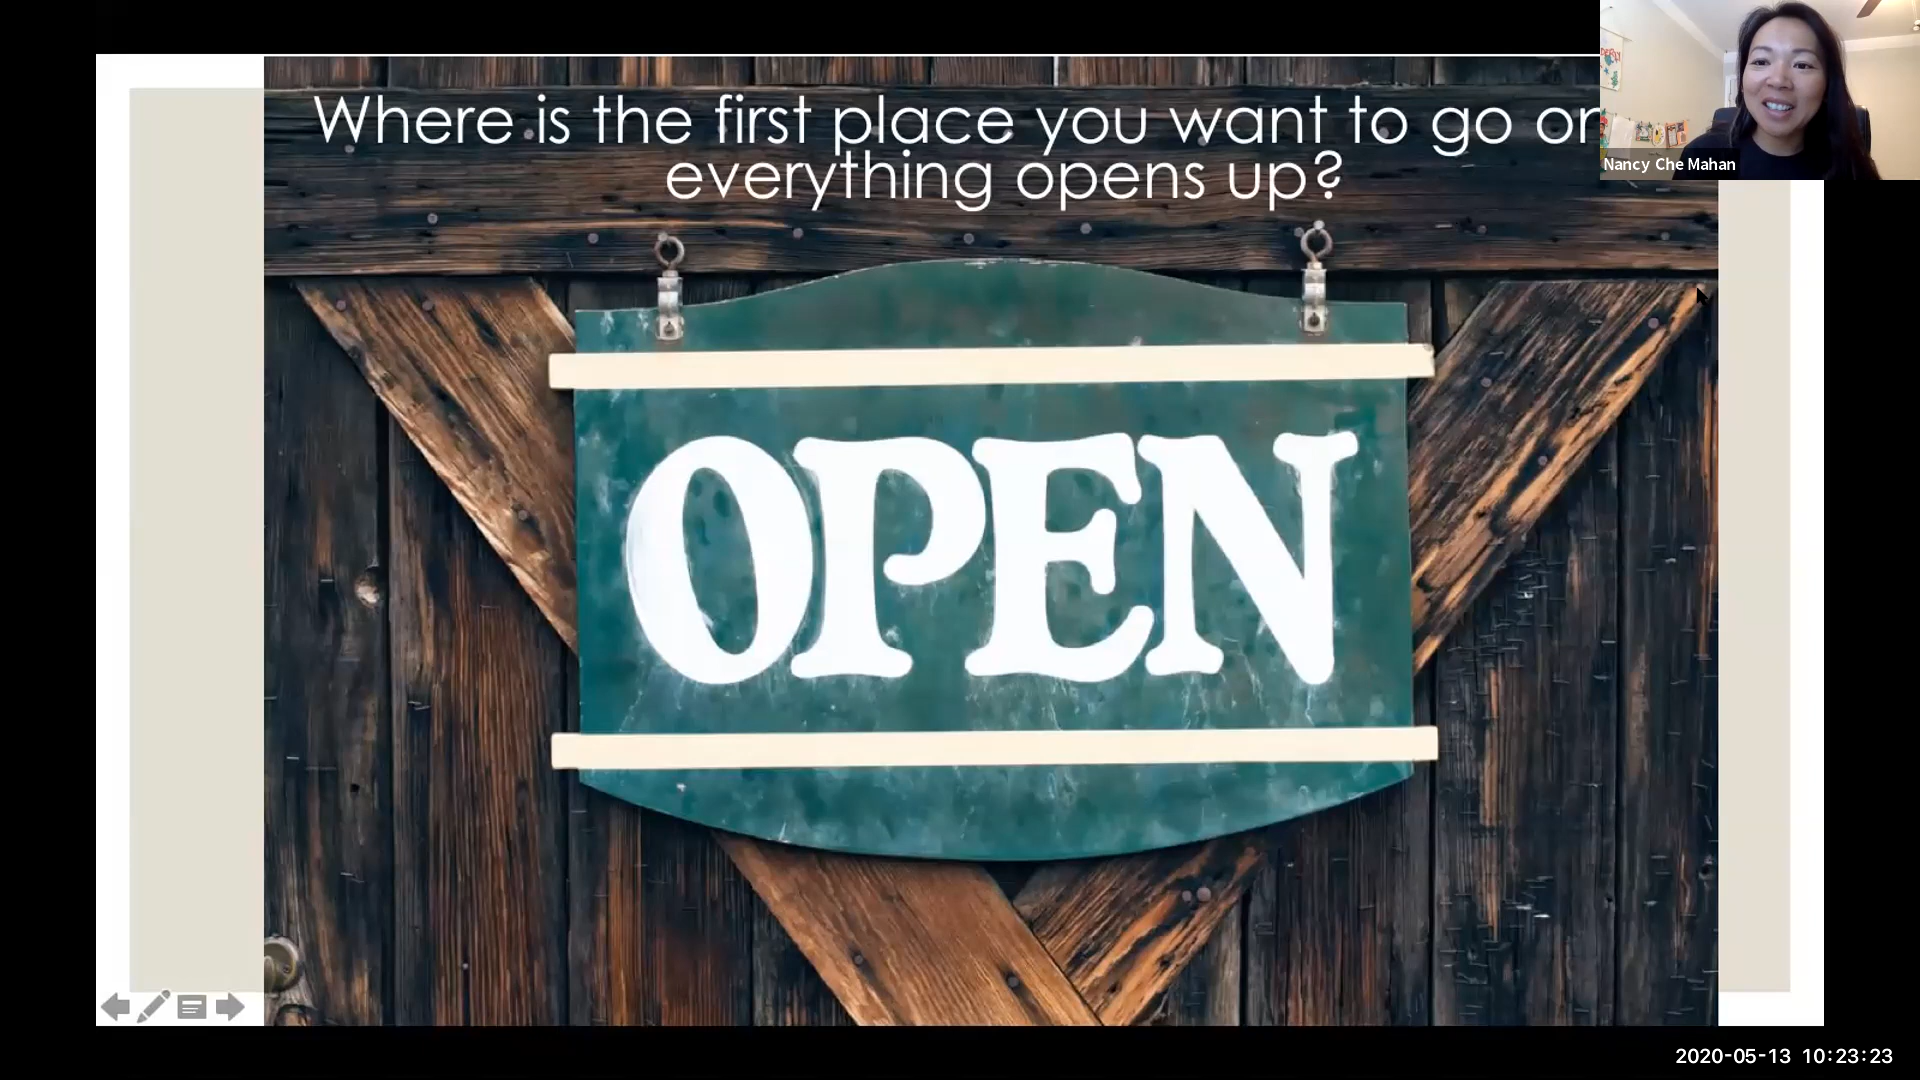 Where is the first place you want to go on
everything opens up?
Nancy Che Mahan
OPEN
2020-05-13 10:23:23